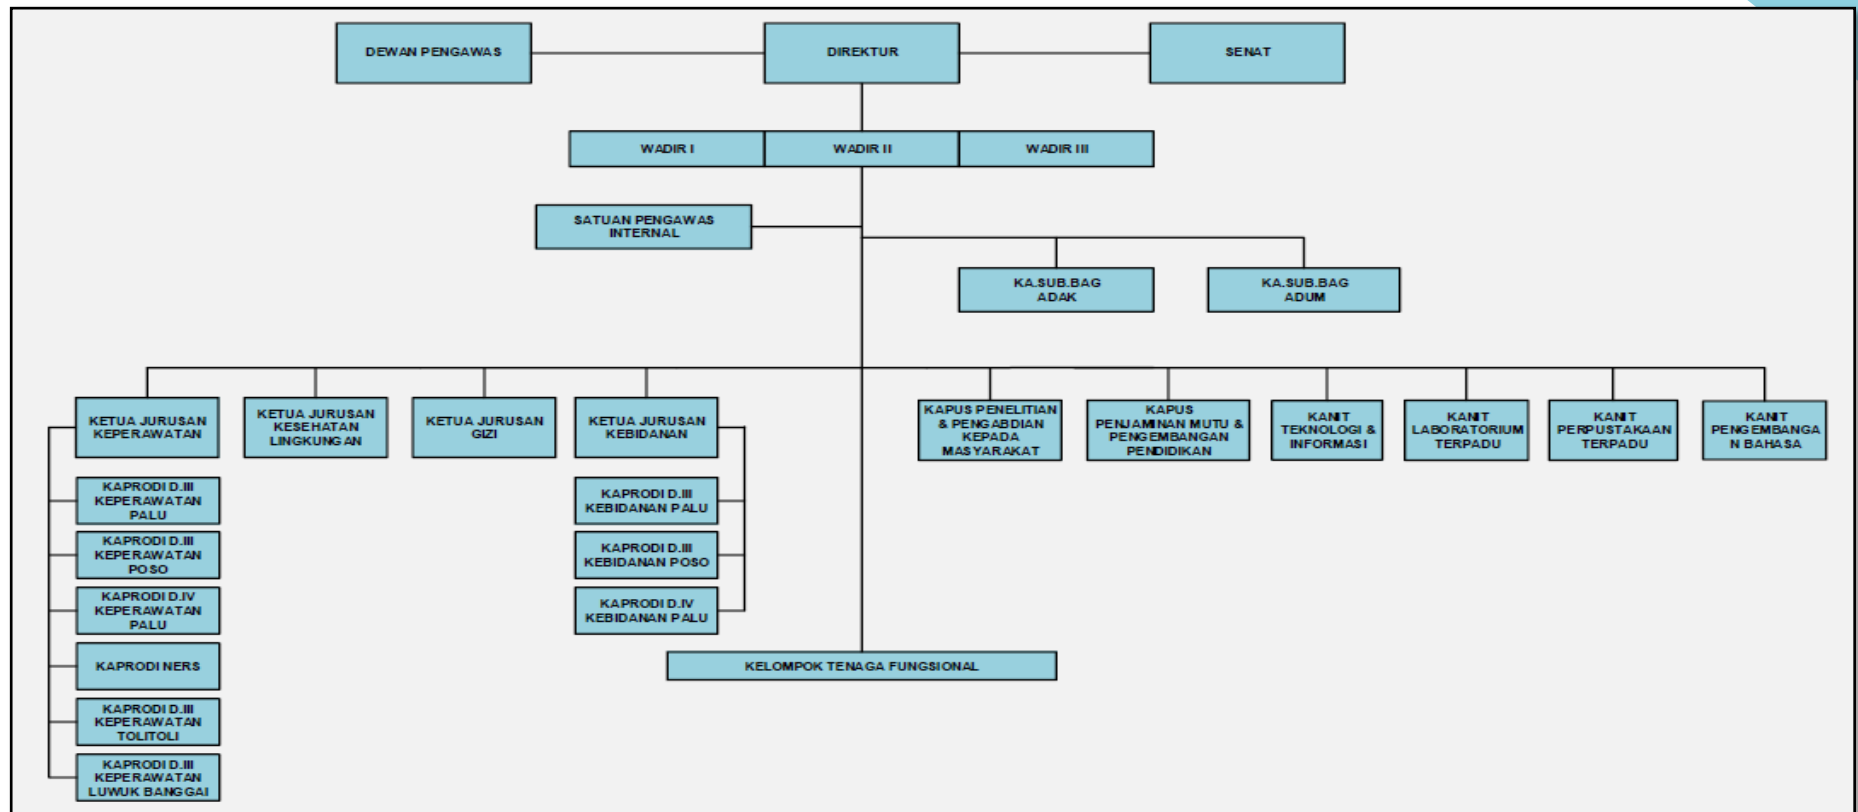 DEWAN PENGAWAS
DIREKTUR
SENAT
WADIR I
WADIR II
WADIR III
SATUAN PENGAWAS
INTERNAL
KA.SUB.BAG
ADAK
KA.SUB.BAG
ADUM
KETUA JURUSAN
KEPERAWATAN
KETUA JURUSAN
KESEHATAN
LINGKUNGAN
KETUA JURUSAN
GIZI
KETUA JURUSAN
KEBIDANAN
KAPUS PENELITIAN
& PENGABDIAN
KEPADA
MASYARAKAT
KAPUS
PENJAMINAN MUTU &
PENGEMBANGAN
PENDIDIKAN
KANIT
TEKNOLOGI &
INFORMASI
KANIT
LABORATORIUM
TERPADU
KANIT
PERPUSTAKAAN
TERPADU
KANIT
PENGEMBANGA
N BAHASA
KAPRODI D.III
KEPERAWATAN
PALU
KAPRODI D.III
KEPERAWATAN
POSO
KAPRODI D.IV
KEPERAWATAN
PALU
KAPRODI NERS
KAPRODI D.III
KEPERAWATAN
TOLITOLI
KAPRODI D.III
KEPERAWATAN
LUWUK BANGGAI
KAPRODI D.III
KEBIDANAN PALU
KAPRODI D.III
KEBIDANAN POSO
KAPRODI D.IV
KEBIDANAN PALU
KELOMPOK TENAGA FUNGSIONAL